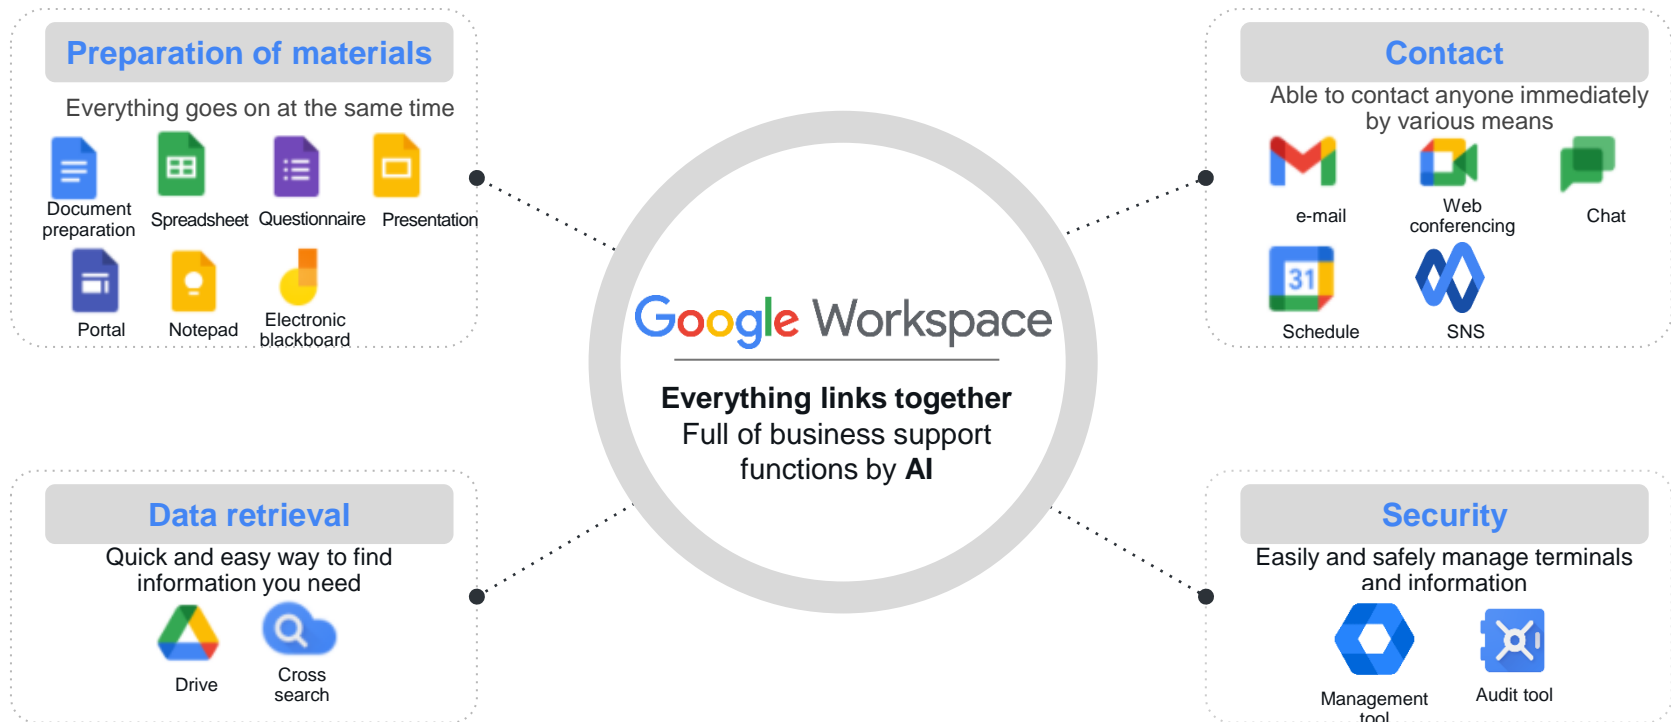 Preparation of materials
Everything goes on at the same time
Document
preparation
Spreadsheet
Questionnaire
Presentation
Portal
Notepad
Electronic
blackboard
Contact
Able to contact anyone immediately
by various means
e-mail
Web
conferencing
Chat
31
Schedule
SNS
Google Workspace
Everything links together
Full of business support
functions by AI
Data retrieval
Quick and easy way to find
information you need
Drive
Cross
search
Security
Easily and safely manage terminals
and information
Management
tool
Audit tool